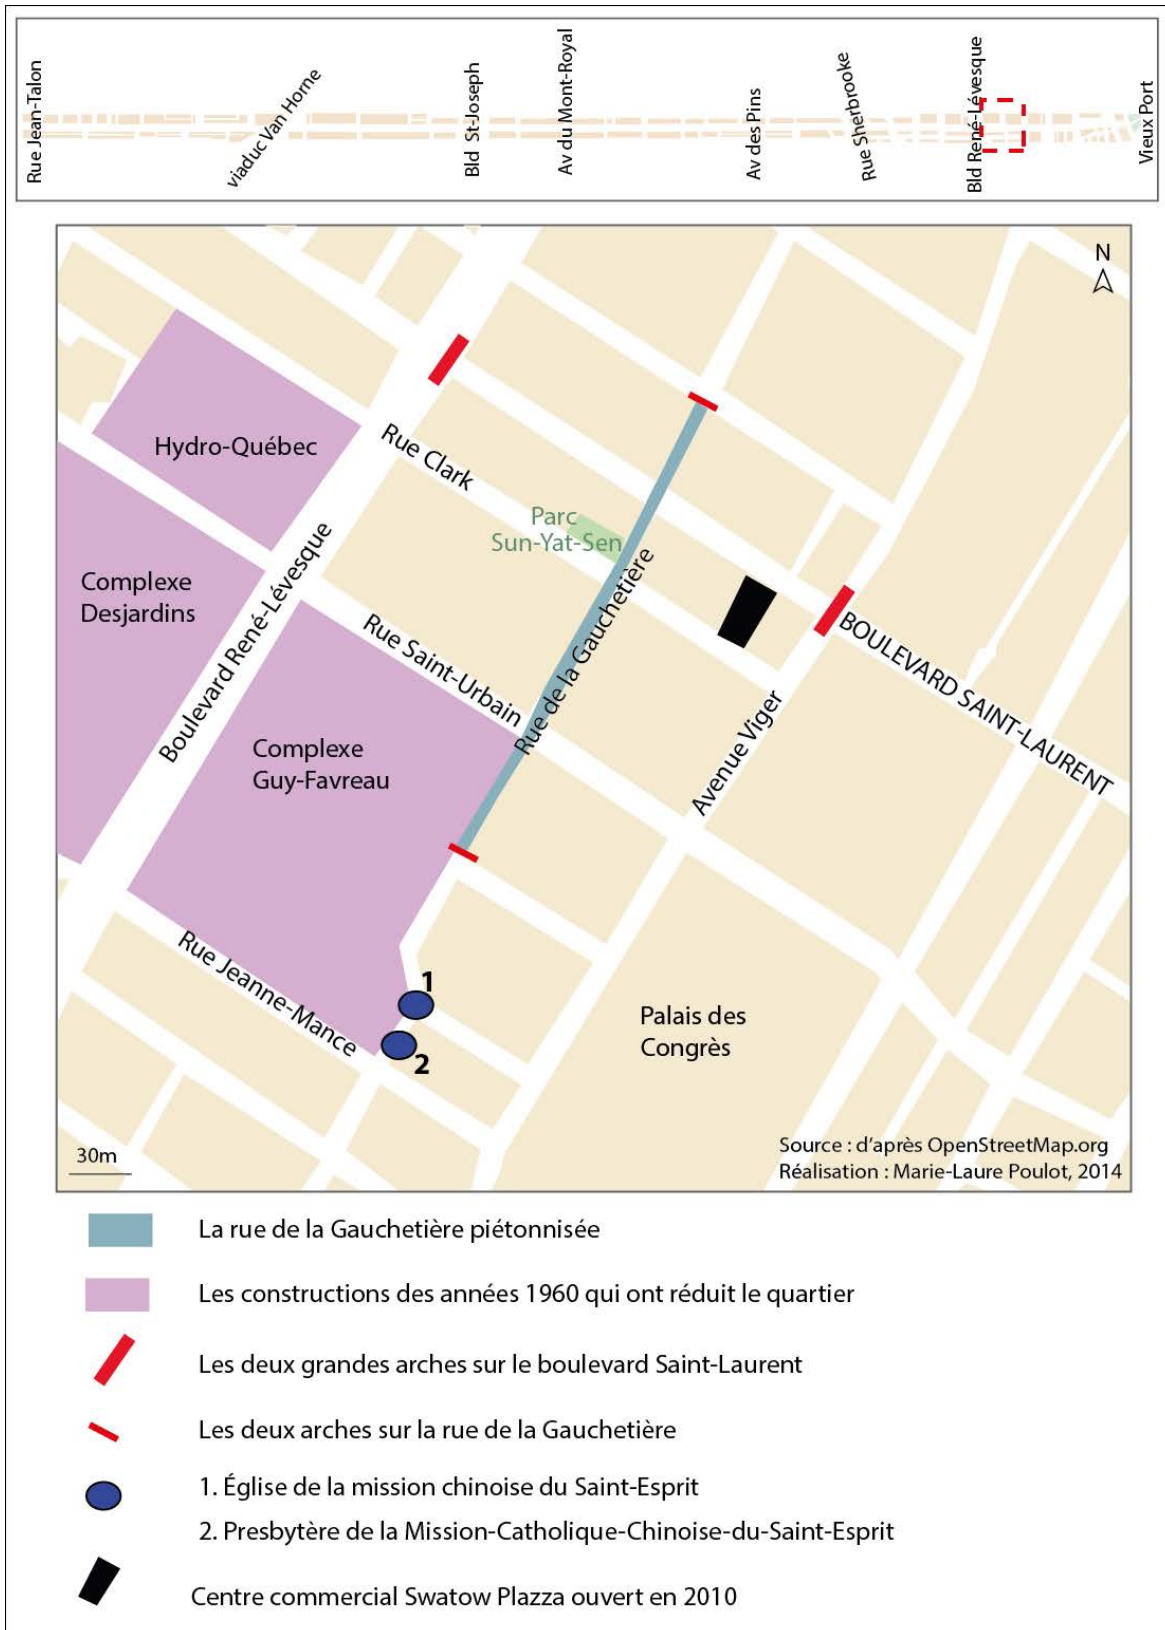 Rue Jean-Talon
viaduc Van Horne
Bld St-Joseph
Av du Mont-Royal
Av des Pins
Rue Sherbrooke
Bld René-Lévesque
Vieux Port
N
Hydro-Québec
Rue Clark
Parc
Sun-Yat-Sen
Complexe
Desjardins
Boulevard René-Lévesque
Rue Saint-Urbain
Rue de la Gauchetière
BOULEVARD SAINT-LAURENT
Complexe
Guy-Favreau
Avenue Viger
Rue Jeanne-Mance
1
2
Palais des
Congrès
30m
Source : d'après OpenStreetMap.org
Réalisation : Marie-Laure Poulot, 2014
La rue de la Gauchetière piétonnisée
Les constructions des années 1960 qui ont réduit le quartier
Les deux grandes arches sur le boulevard Saint-Laurent
Les deux arches sur la rue de la Gauchetière
1. Église de la mission chinoise du Saint-Esprit
2. Presbytère de la Mission-Catholique-Chinoise-du-Saint-Esprit
Centre commercial Swatow Plazza ouvert en 2010